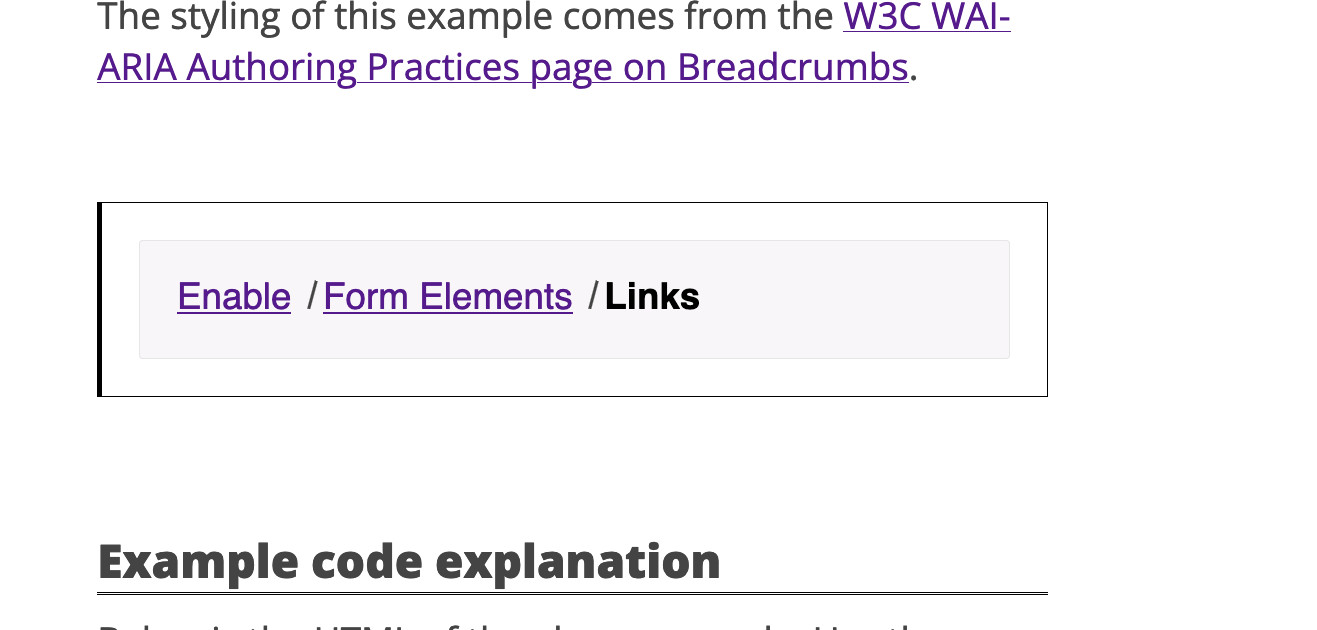 The styling of this example comes from the W3C WAI-
ARIA Authoring Practices page on Breadcrumbs.
Enable / Form Elements / Links
Example code explanation